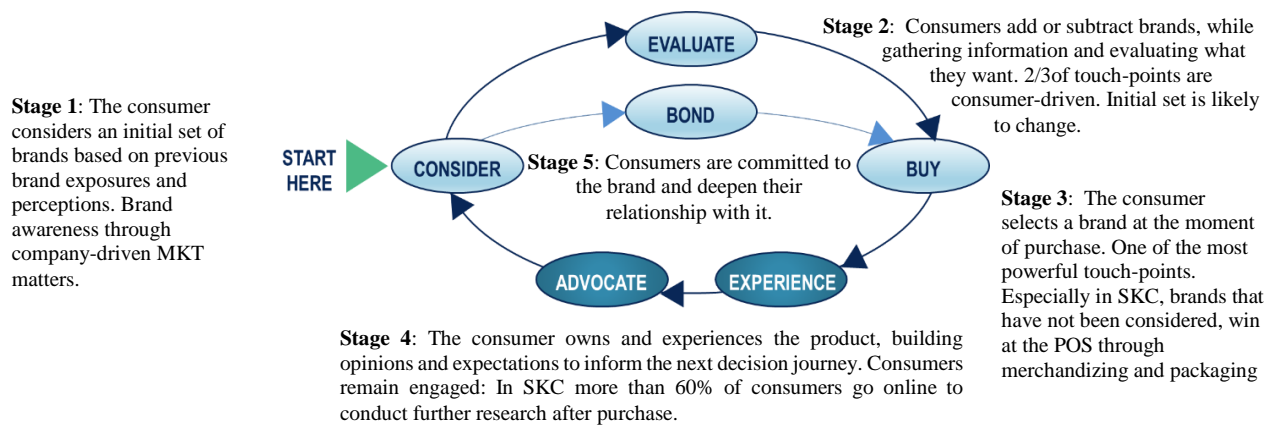 Stage 1: The consumer
considers an initial set of
brands based on previous
brand exposures and
perceptions. Brand
awareness through
company-driven MKT
matters.
START
HERE
CONSIDER
EVALUATE
Stage 2:  Consumers add or subtract brands, while
gathering information and evaluating what
they want. 2/3of touch-points are
consumer-driven. Initial set is likely
to change.
BOND
Stage 5: Consumers are committed to
the brand and deepen their
relationship with it.
BUY
Stage 3:  The consumer
selects a brand at the moment
of purchase. One of the most
powerful touch-points.
Especially in SKC, brands that
have not been considered, win
at the POS through
merchandizing and packaging
ADVOCATE
EXPERIENCE
Stage 4: The consumer owns and experiences the product, building
opinions and expectations to inform the next decision journey. Consumers
remain engaged: In SKC more than 60% of consumers go online to
conduct further research after purchase.